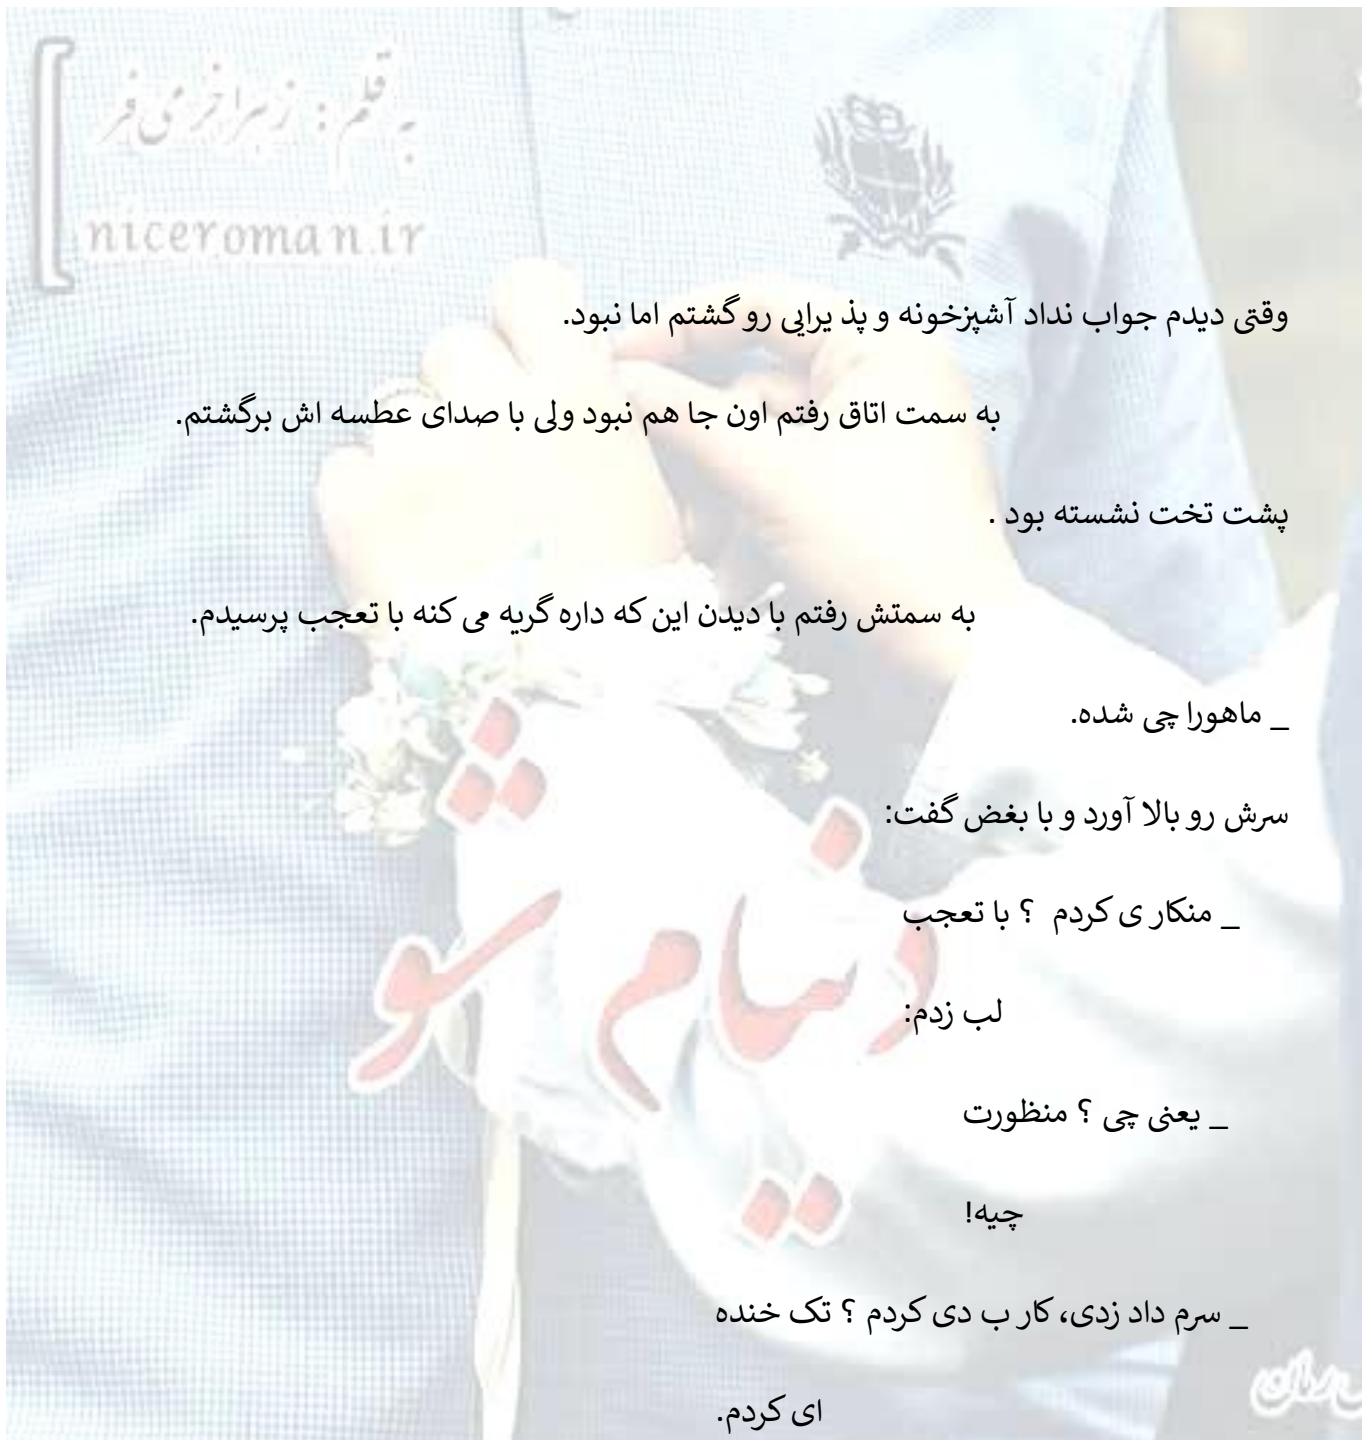 به قلم : زهرا خرمی فر
niceroman.ir
وقتی دیدم جواب نداد آشپزخونه و پذ یرایی رو گشتم اما نبود.
به سمت اتاق رفتم اون جا هم نبود ولی با صدای عطسه اش برگشتم.
پشت تخت نشسته بود .
به سمتش رفتم با دیدن این که داره گریه می کنه با تعجب پرسیدم.
_ ماهورا چی شده.
سرش رو بالا آورد و با بغض گفت:
_ منکار ی کردم ؟ با تعجب
لب زدم:
_ یعنی چی ؟ منظورت
چیه!
_ سرم داد زدی، کار ب دی کردم ؟ تک خنده
ای کردم.
دنیام شو